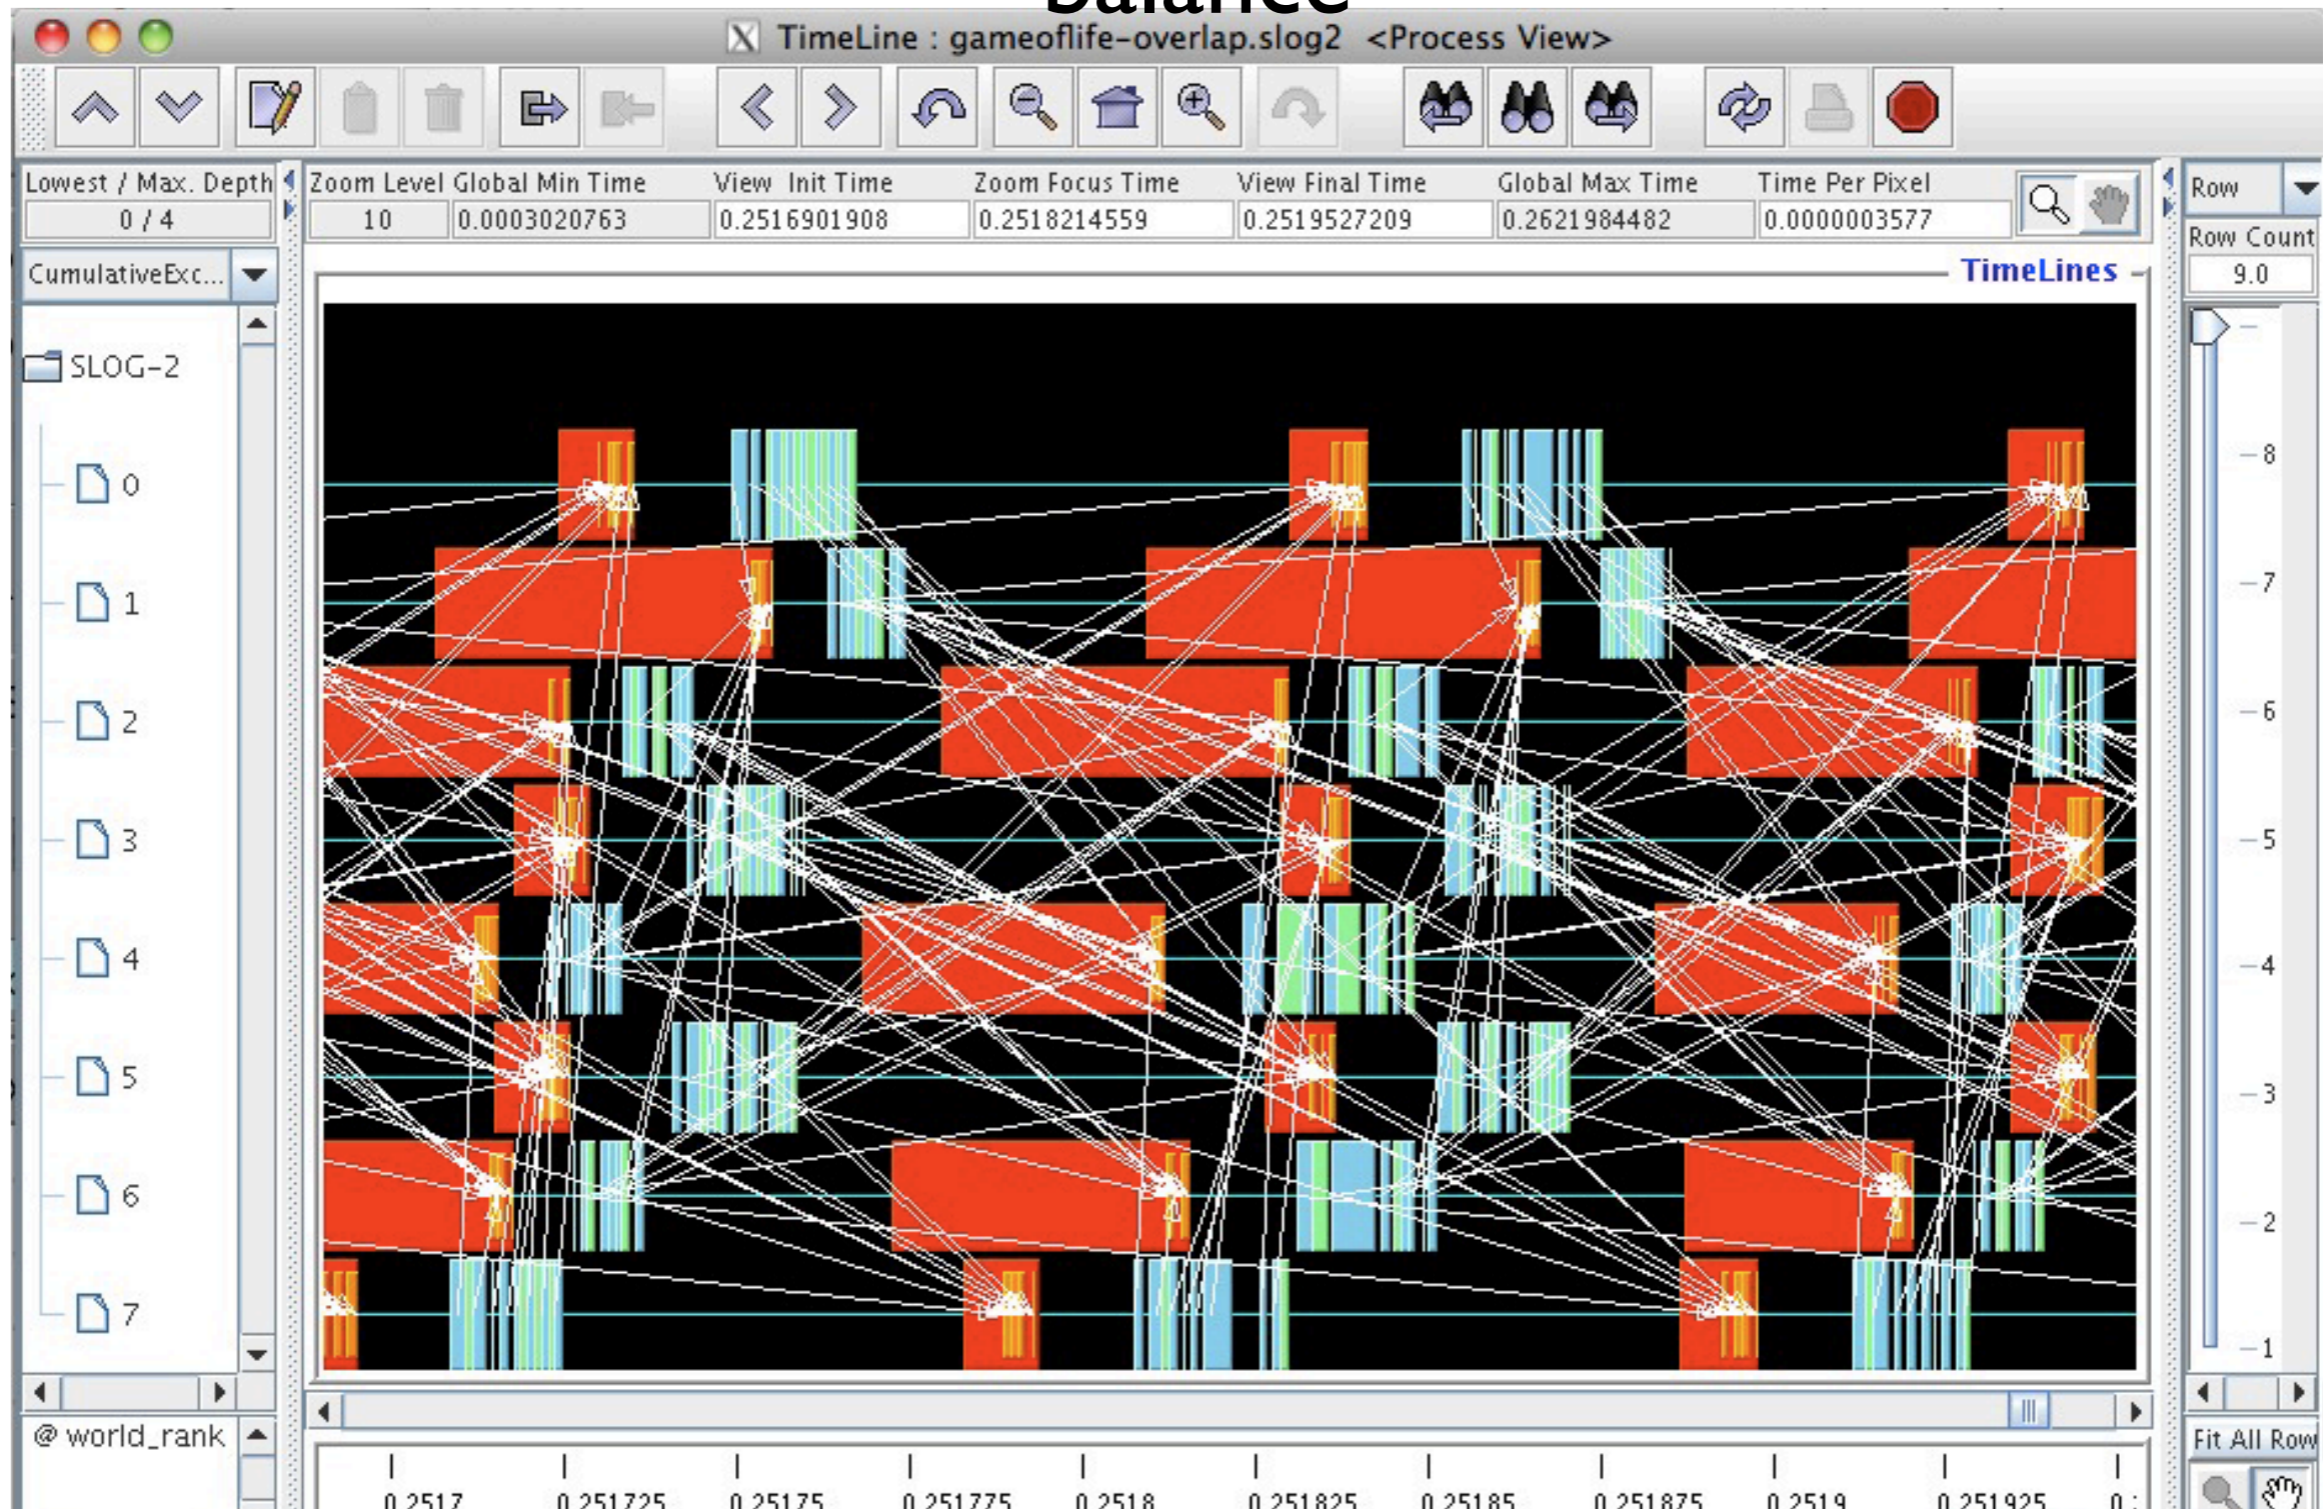 balance
TimeLine : gameoflife-overlap.slog2 <Process View>
Lowest / Max. Depth
0 / 4
Zoom Level Global Min Time View Init Time Zoom Focus Time View Final Time Global Max Time Time Per Pixel
10 0.0003020763 0.2516901908 0.2518214559 0.2519527209 0.2621984482 0.0000003577
Row
Row Count
9.0
CumulativeExc...
TimeLines
SLOG-2
0
1
2
3
4
5
6
7
8
7
6
5
4
3
2
1
@ world_rank
Fit All Row
0.2517 0.251725 0.25175 0.251775 0.2518 0.251825 0.25185 0.251875 0.2519 0.251925